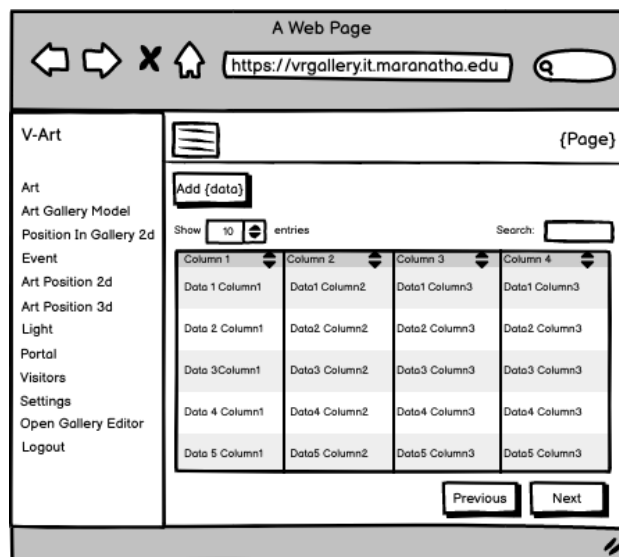 A Web Page
https://vrgallery.it.maranatha.edu
V-Art
{Page}
Art
Art Gallery Model
Position In Gallery 2d
Event
Art Position 2d
Art Position 3d
Light
Portal
Visitors
Settings
Open Gallery Editor
Logout
Add {data}
Show 10 entries Search:
Column 1 Column 2 Column 3 Column 4
Data 1 Column1 Data1 Column2 Data1 Column3 Data1 Column3
Data 2 Column1 Data2 Column2 Data2 Column3 Data2 Column3
Data 3Column1 Data3 Column2 Data3 Column3 Data3 Column3
Data 4 Column1 Data4 Column2 Data4 Column3 Data4 Column3
Data 5 Column1 Data5 Column2 Data5 Column3 Data5 Column3
Previous Next